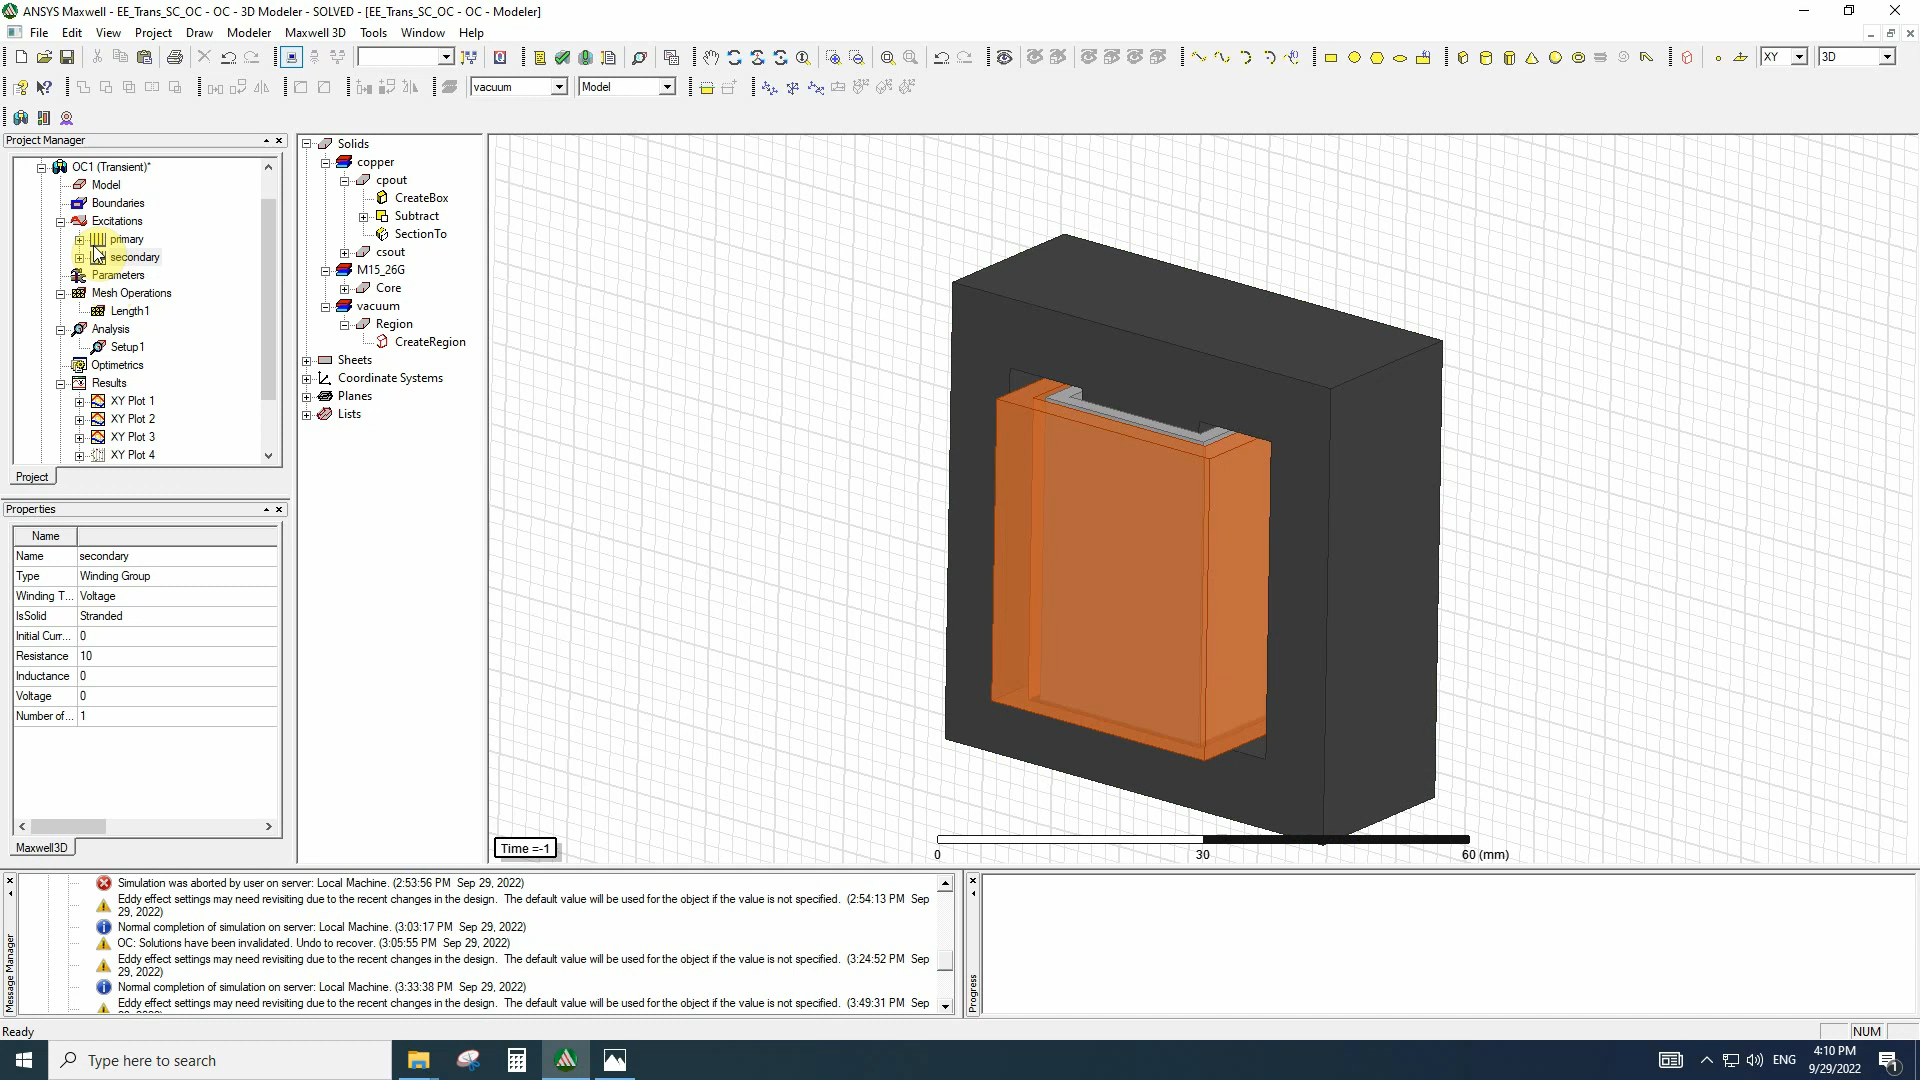 ANSYS Maxwell - EE_Trans_SC_OC - OC - 3D Modeler - SOLVED - [EE_Trans_SC_OC - OC - Modeler]
File Edit View Project Draw Modeler Maxwell 3D Tools Window Help
XY 3D
vacuum Model
Project Manager
OC1 (Transient)*
Model
Boundaries
Excitations
primary
secondary
Parameters
Mesh Operations
Length1
Analysis
Setup1
Optimetrics
Results
XY Plot 1
XY Plot 2
XY Plot 3
XY Plot 4
Project
Solids
copper
cpout
CreateBox
Subtract
SectionTo
csout
M15_26G
Core
vacuum
Region
CreateRegion
Sheets
Coordinate Systems
Planes
Lists
Properties
Name
Name secondary
Type Winding Group
Winding T... Voltage
IsSolid Stranded
Initial Curr... 0
Resistance 10
Inductance 0
Voltage 0
Number of... 1
Maxwell3D
Time =-1
0 30 60 (mm)
Message Manager
Simulation was aborted by user on server: Local Machine. (2:53:56 PM Sep 29, 2022)
Eddy effect settings may need revisiting due to the recent changes in the design. The default value will be used for the object if the value is not specified. (2:54:13 PM Sep
29, 2022)
Normal completion of simulation on server: Local Machine. (3:03:17 PM Sep 29, 2022)
OC: Solutions have been invalidated. Undo to recover. (3:05:55 PM Sep 29, 2022)
Eddy effect settings may need revisiting due to the recent changes in the design. The default value will be used for the object if the value is not specified. (3:24:52 PM Sep
29, 2022)
Normal completion of simulation on server: Local Machine. (3:33:38 PM Sep 29, 2022)
Eddy effect settings may need revisiting due to the recent changes in the design. The default value will be used for the object if the value is not specified. (3:49:31 PM Sep
Progress
Ready
NUM
Type here to search
ENG
4:10 PM
9/29/2022
1